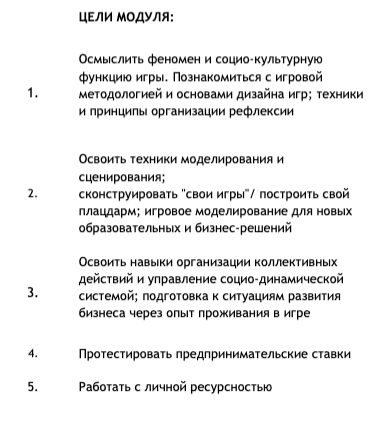 ЦЕЛИ МОДУЛЯ:
Осмыслить феномен и социо-культурную
функцию игры. Познакомиться с игровой
1. методологией и основами дизайна игр; техники
и принципы организации рефлексии
Освоить техники моделирования и
сценирования;
2. сконструировать "свои игры"/ построить свой
плацдарм; игровое моделирование для новых
образовательных и бизнес-решений
Освоить навыки организации коллективных
действий и управление социо-динамической
3. системой; подготовка к ситуациям развития
бизнеса через опыт проживания в игре
4. Протестировать предпринимательские ставки
5. Работать с личной ресурсностью